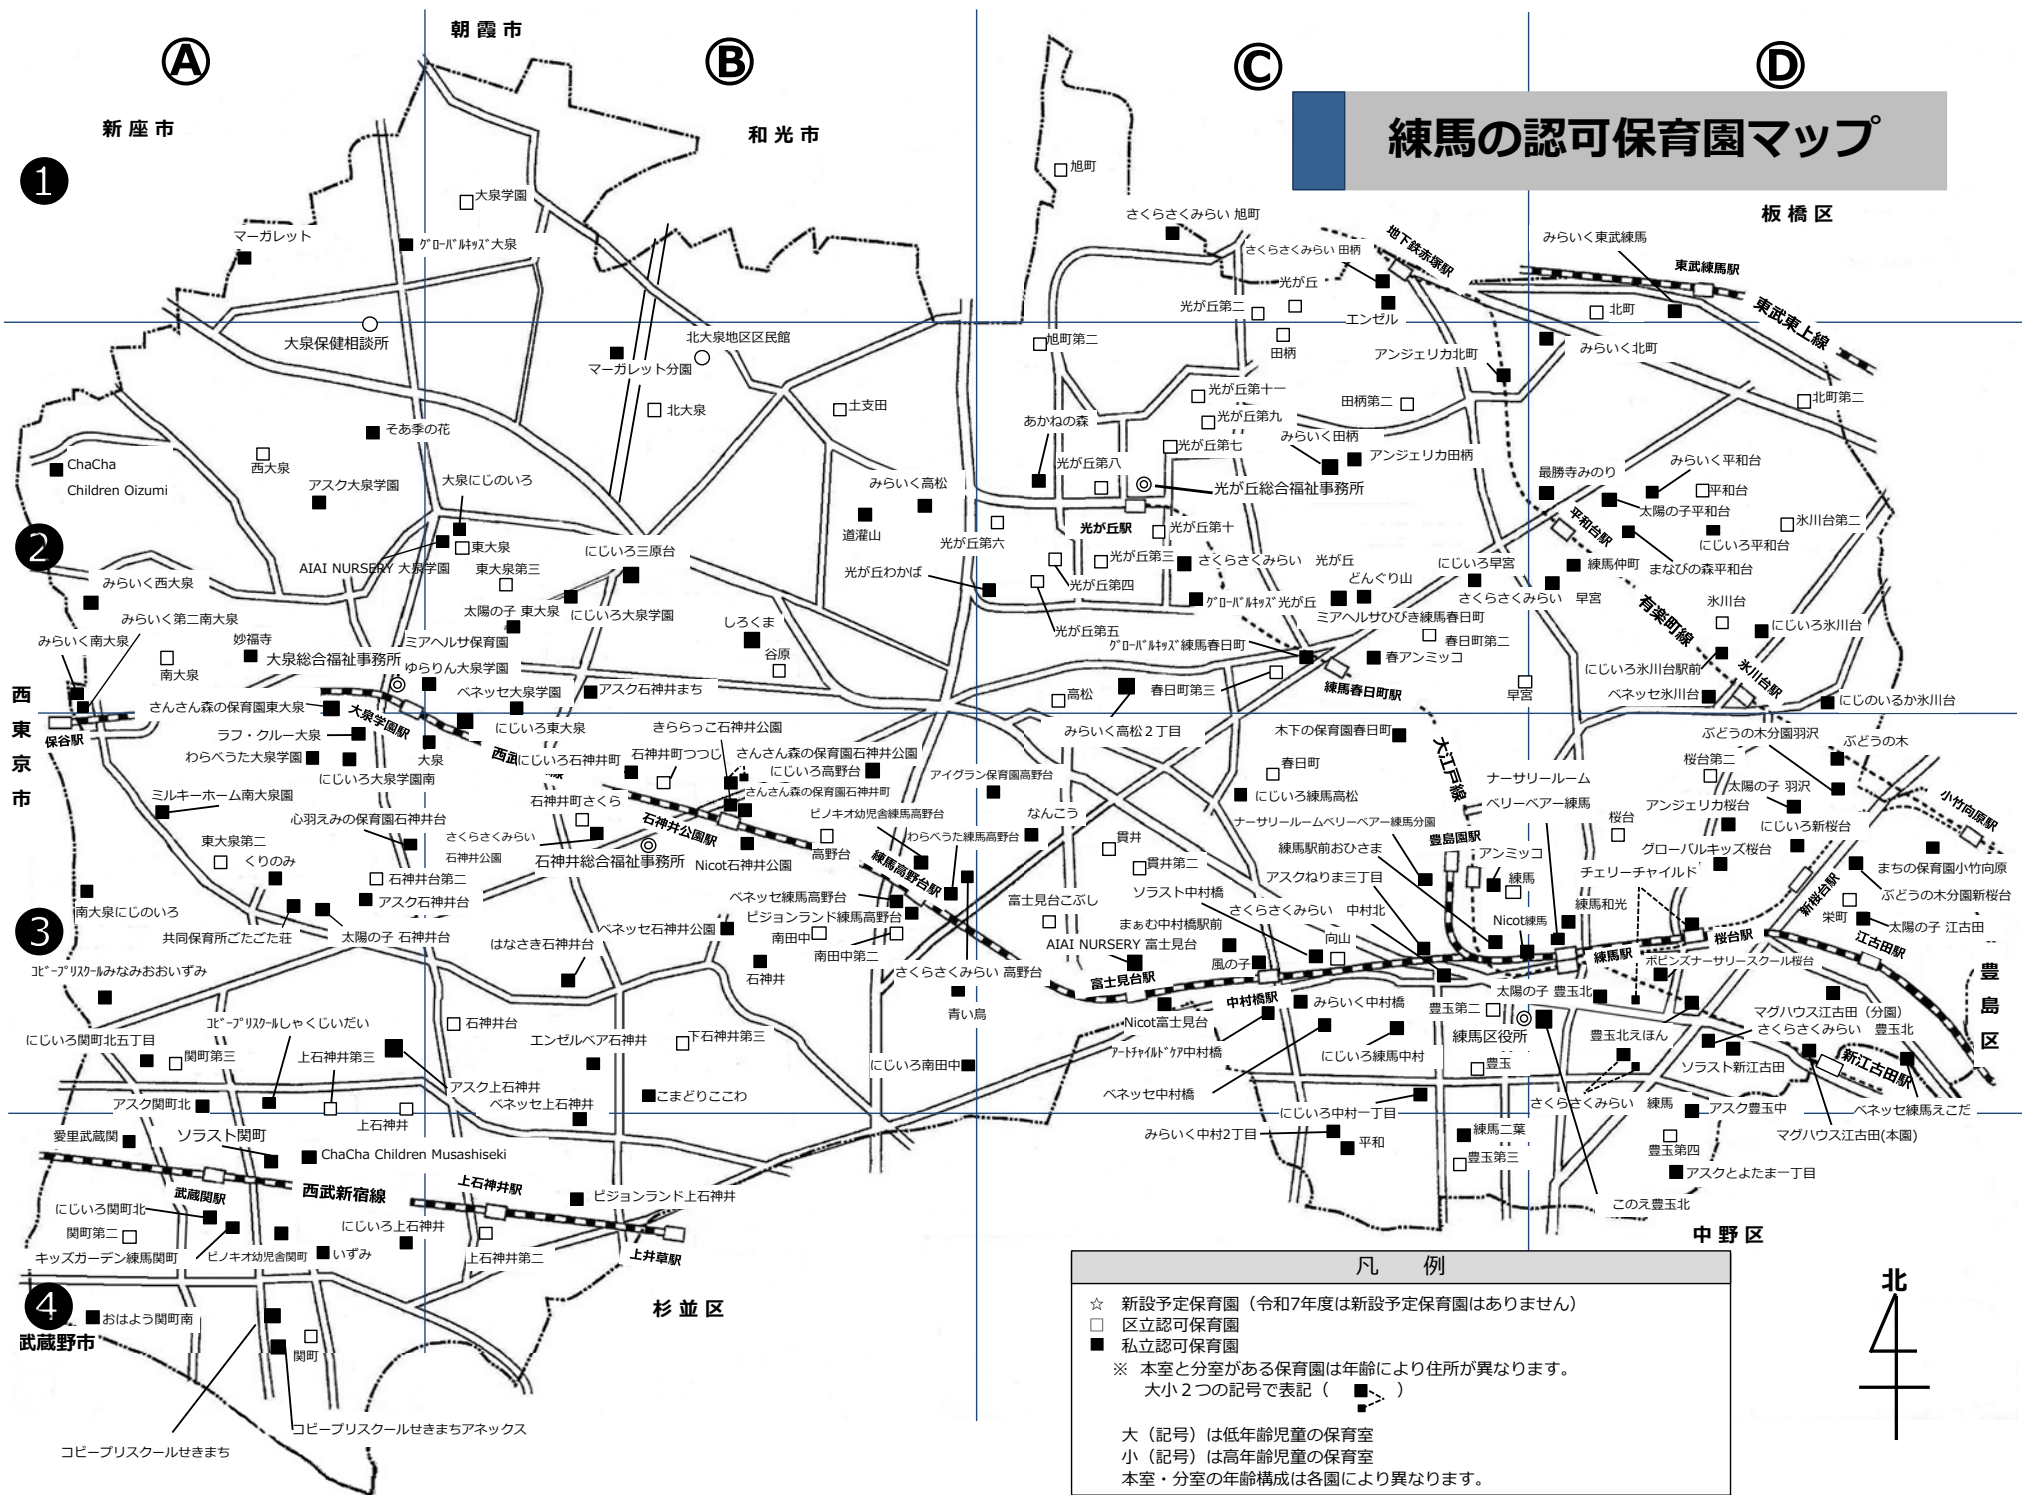 Ⓐ
Ⓑ
Ⓒ
Ⓓ
練馬の認可保育園マップ
朝霞市
新座市
和光市
板橋区
❶
旭町
大泉学園
マーガレット
グローバルキッズ大泉
さくらさくみらい 旭町
さくらさくみらい 田柄
地下鉄赤塚駅
みらいく東武練馬
東武練馬駅
東武東上線
光が丘
光が丘第二
エンゼル
北町
大泉保健相談所
北大泉地区区民館
マーガレット分園
旭町第二
田柄
アンジェリカ北町
みらいく北町
北大泉
土支田
光が丘第十一
光が丘第九
田柄第二
北町第二
そあ季の花
あかねの森
みらいく田柄
光が丘第七
アンジェリカ田柄
ChaCha
Children Oizumi
西大泉
アスク大泉学園
大泉にじのいろ
みらいく高松
光が丘第八
光が丘総合福祉事務所
最勝寺みのり
みらいく平和台
平和台
太陽の子平和台
❷
道灌山
光が丘第六
光が丘駅
光が丘第十
平和台駅
氷川台第二
にじいろ平和台
東大泉
AIAI NURSERY 大泉学園
東大泉第三
にじいろ三原台
光が丘第三
さくらさくみらい 光が丘
にじいろ早宮
練馬仲町
まなびの森平和台
みらいく西大泉
光が丘わかば
光が丘第四
どんぐり山
さくらさくみらい 早宮
みらいく第二南大泉
太陽の子 東大泉
にじいろ大泉学園
グローバルキッズ光が丘
ミアヘルサひびき練馬春日町
有楽町線
氷川台
みらいく南大泉
妙福寺
ミアヘルサ保育園
ゆらりん大泉学園
しろくま
光が丘第五
グローバルキッズ練馬春日町
春日町第二
にじいろ氷川台
大泉総合福祉事務所
南大泉
谷原
春アンミッコ
にじいろ氷川台駅前
氷川台駅
西東京市
さんさん森の保育園東大泉
ベネッセ大泉学園
アスク石神井まち
高松
春日町第三
練馬春日町駅
早宮
ベネッセ氷川台
にじのいるか氷川台
保谷駅
大泉学園駅
ラフ・クルー大泉
わらべうた大泉学園
にじいろ大泉学園南
大泉
にじいろ東大泉
きららっこ石神井公園
みらいく高松２丁目
木下の保育園春日町
ぶどうの木分園羽沢
ぶどうの木
西武
線
にじいろ石神井町
石神井町つつじ
さんさん森の保育園石神井公園
にじいろ高野台
さんさん森の保育園石神井町
アイグラン保育園高野台
春日町
大江戸線
ナーサリールーム
ベリーベアー練馬
桜台第二
太陽の子 羽沢
ミルキーホーム南大泉園
心羽えみの保育園石神井台
石神井町さくら
ピノキオ幼児舎練馬高野台
にじいろ練馬高松
アンジェリカ桜台
小竹向原駅
東大泉第二
さくらさくみらい
石神井公園
石神井公園駅
なんこう
わらべうた練馬高野台
ナーサリールームベリーベアー練馬分園
豊島園駅
桜台
にじいろ新桜台
くりのみ
石神井総合福祉事務所
Nicot石神井公園
高野台
練馬高野台駅
貫井
貫井第二
練馬駅前おひさま
アンミッコ
練馬
グローバルキッズ桜台
まちの保育園小竹向原
石神井台第二
アスク石神井台
ベネッセ練馬高野台
ソラスト中村橋
アスクねりま三丁目
チェリーチャイルド
新桜台駅
ぶどうの木分園新桜台
南大泉にじのいろ
ピジョンランド練馬高野台
富士見台こぶし
さくらさくみらい 中村北
練馬和光
栄町
太陽の子 江古田
❸
共同保育所ごたごた荘
太陽の子 石神井台
はなさき石神井台
ベネッセ石神井公園
南田中
南田中第二
まぁむ中村橋駅前
Nicot練馬
桜台駅
江古田駅
コビープリスクールみなみおおいずみ
石神井
さくらさくみらい 高野台
AIAI NURSERY 富士見台
風の子
向山
練馬駅
ポピンズナーサリースクール桜台
豊島区
富士見台駅
中村橋駅
青い鳥
Nicot富士見台
みらいく中村橋
豊玉第二
太陽の子 豊玉北
マグハウス江古田（分園）
にじいろ関町北五丁目
コビープリスクールしゃくじいだい
石神井台
エンゼルベア石神井
下石神井第三
練馬区役所
豊玉北えほん
さくらさくみらい 豊玉北
関町第三
上石神井第三
にじいろ南田中
アートチャイルドケア中村橋
にじいろ練馬中村
豊玉
ソラスト新江古田
新江古田駅
アスク上石神井
アスク関町北
ベネッセ上石神井
こまどりここわ
ベネッセ中村橋
にじいろ中村一丁目
さくらさくみらい 練馬
アスク豊玉中
ベネッセ練馬えこだ
愛里武蔵関
ソラスト関町
上石神井
みらいく中村2丁目
平和
練馬二葉
豊玉第四
マグハウス江古田(本園)
ChaCha Children Musashiseki
豊玉第三
アスクとよたま一丁目
武蔵関駅
西武新宿線
上石神井駅
ピジョンランド上石神井
このえ豊玉北
にじいろ関町北
関町第二
にじいろ上石神井
中野区
キッズガーデン練馬関町
ピノキオ幼児舎関町
いずみ
上石神井第二
上井草駅
❹
おはよう関町南
武蔵野市
関町
杉並区
コビープリスクールせきまちアネックス
コビープリスクールせきまち
凡　例
☆ 新設予定保育園（令和7年度は新設予定保育園はありません）
□ 区立認可保育園
■ 私立認可保育園
※ 本室と分室がある保育園は年齢により住所が異なります。
大小２つの記号で表記（ ）
大（記号）は低年齢児童の保育室
小（記号）は高年齢児童の保育室
本室・分室の年齢構成は各園により異なります。
北